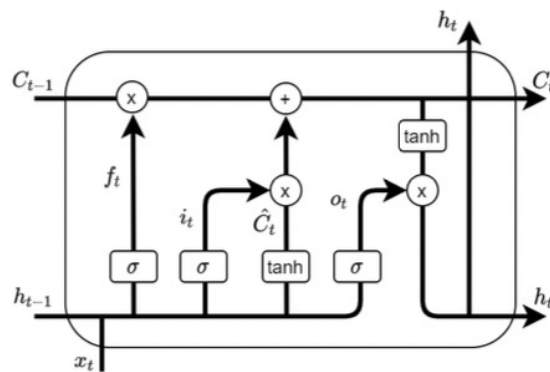 h_t
C_{t-1} x + C_t
tanh
f_t x x
i_t Ĉ_t o_t
σ σ tanh σ
h_{t-1} h_t
x_t